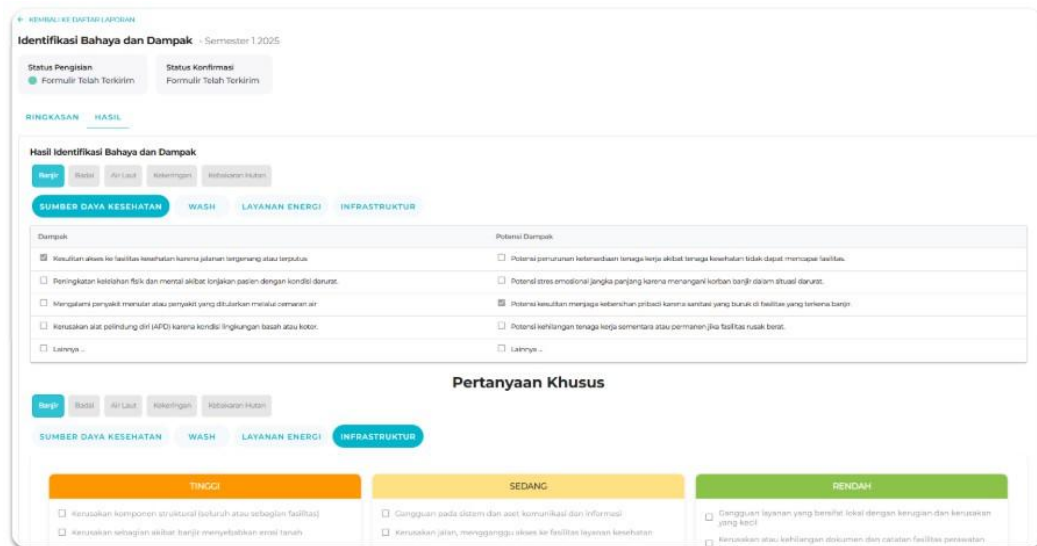 ← KEMBALI KE DAFTAR LAPORAN
Identifikasi Bahaya dan Dampak - Semester 1 2025
Status Pengisian
Formulir Telah Terkirim
Status Konfirmasi
Formulir Telah Terkirim
RINGKASAN HASIL
Hasil Identifikasi Bahaya dan Dampak
Banjir Badai Air Laut Kekeringan Kebakaran Hutan
SUMBER DAYA KESEHATAN WASH LAYANAN ENERGI INFRASTRUKTUR
Dampak Potensi Dampak
Kesulitan akses ke fasilitas kesehatan karena jalanan tergenang atau terputus. Potensi penurunan ketersediaan tenaga kerja akibat tenaga kesehatan tidak dapat mencapai fasilitas.
Peningkatan kelelahan fisik dan mental akibat lonjakan pasien dengan kondisi darurat. Potensi stres emosional jangka panjang karena menangani korban banjir dalam situasi darurat.
Mengalami penyakit menular atau penyakit yang ditularkan melalui cemaran air Potensi kesulitan menjaga kebersihan pribadi karena sanitasi yang buruk di fasilitas yang terkena banjir.
Kerusakan alat pelindung diri (APD) karena kondisi lingkungan basah atau kotor. Potensi kehilangan tenaga kerja sementara atau permanen jika fasilitas rusak berat.
Lainnya ... Lainnya ...
Pertanyaan Khusus
Banjir Badai Air Laut Kekeringan Kebakaran Hutan
SUMBER DAYA KESEHATAN WASH LAYANAN ENERGI INFRASTRUKTUR
TINGGI SEDANG RENDAH
Kerusakan komponen struktural (seluruh atau sebagian fasilitas)
Kerusakan sebagian akibat banjir menyebabkan erosi tanah
Gangguan pada sistem dan aset komunikasi dan informasi
Kerusakan jalan, mengganggu akses ke fasilitas layanan kesehatan
Gangguan layanan yang bersifat lokal dengan kerugian dan kerusakan
yang kecil
Kerusakan atau kehilangan dokumen dan catatan fasilitas perawatan